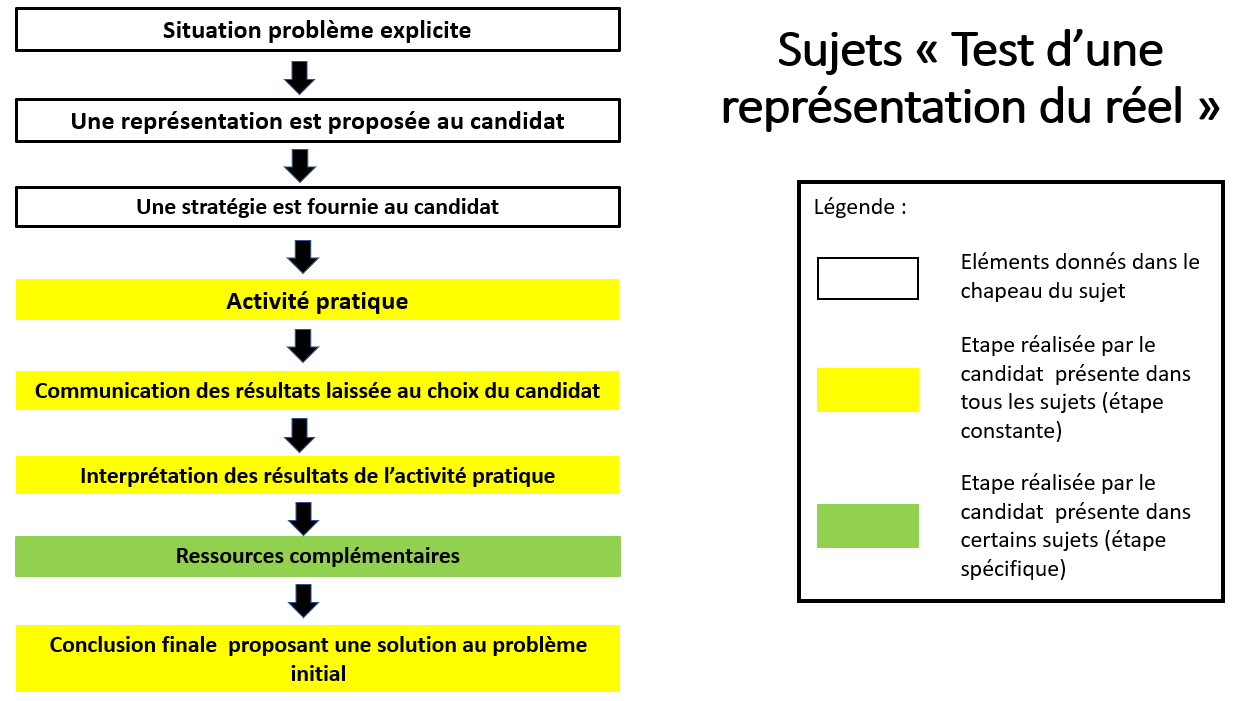 Situation problème explicite
Une représentation est proposée au candidat
Une stratégie est fournie au candidat
Activité pratique
Communication des résultats laissée au choix du candidat
Interprétation des résultats de l’activité pratique
Ressources complémentaires
Conclusion finale  proposant une solution au problème
initial
Sujets « Test d’une
représentation du réel »
Légende :
Eléments donnés dans le
chapeau du sujet
Etape réalisée par le
candidat  présente dans
tous les sujets (étape
constante)
Etape réalisée par le
candidat  présente dans
certains sujets (étape
spécifique)